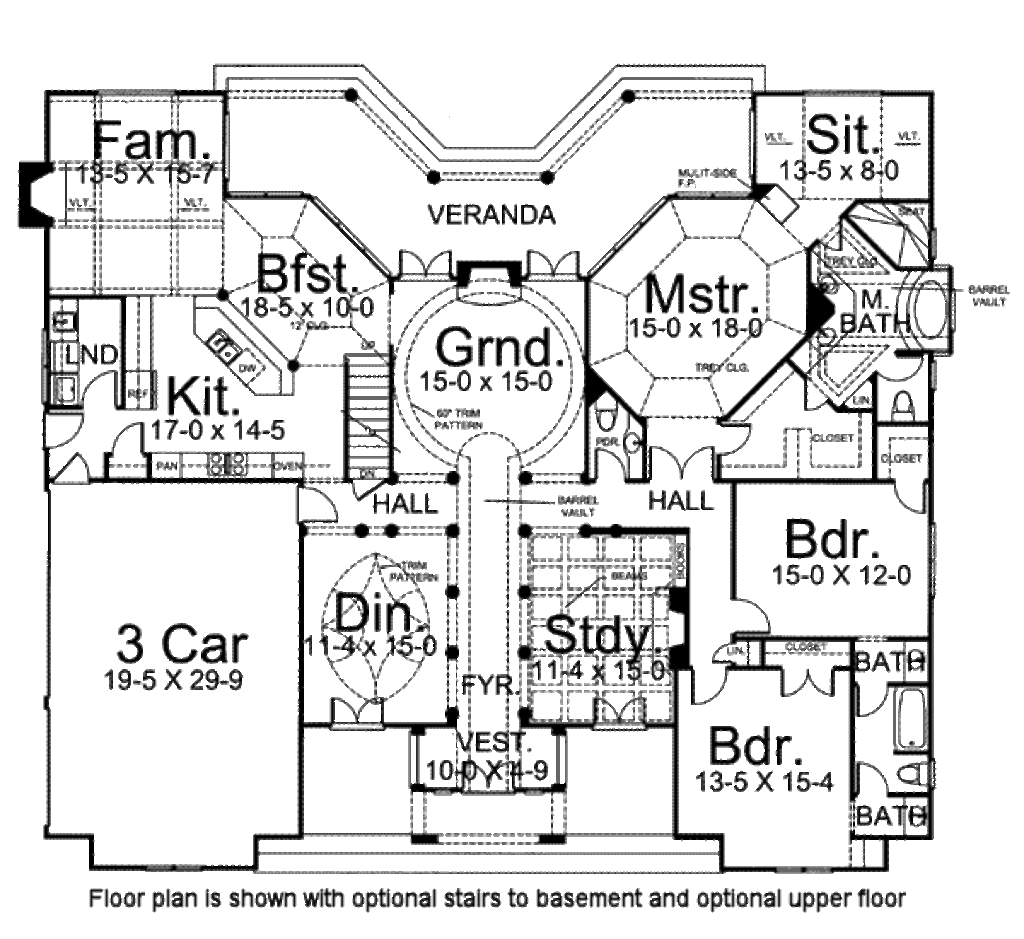 Fam.
13-5 X 15-7
VLT.
VLT.
VERANDA
MULIT-SIDE
F.P.
VLT.
Sit.
VLT.
13-5 x 8-0
SEAT
Bfst.
18-5 x 10-0
12' CLG.
UP
Grnd.
15-0 x 15-0
60" TRIM
PATTERN
Mstr.
15-0 x 18-0
TREY CLG.
TREY CLG.
M.
BATH
BARREL
VAULT
LND
DW
REF
Kit.
17-0 x 14-5
PAN
OVEN
DN.
PDR.
LIN.
CLOSET
CLOSET
HALL
BARREL
VAULT
HALL
3 Car
19-5 X 29-9
TRIM
PATTERN
Din.
11-4 x 15-0
FYR.
BEAMS
BOOKS
Stdy.
11-4 x 15-0
Bdr.
15-0 X 12-0
LIN.
CLOSET
BATH
VEST.
10-0 X 4-9
Bdr.
13-5 X 15-4
BATH
Floor plan is shown with optional stairs to basement and optional upper floor